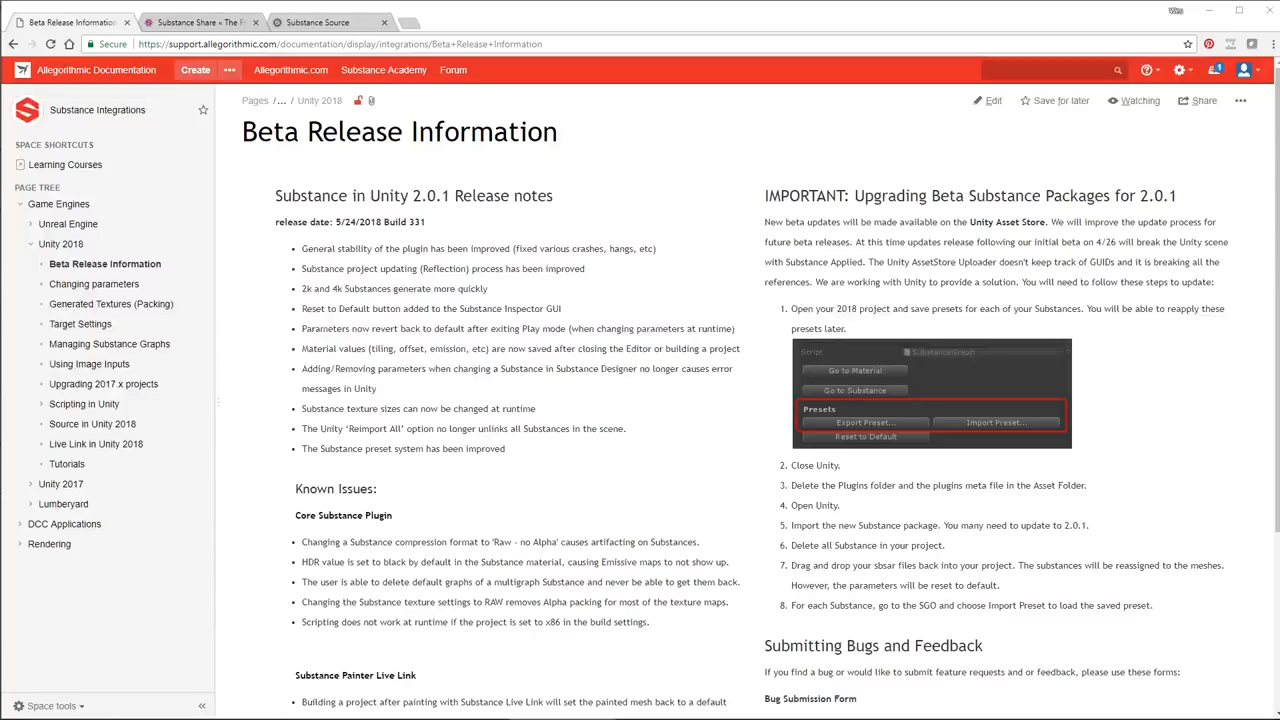 Wes
Beta Release Information
Substance Share « The F
Substance Source
Secure
https://support.allegorithmic.com/documentation/display/integrations/Beta+Release+Information
Allegorithmic Documentation
Create
Allegorithmic.com
Substance Academy
Forum
1
Substance Integrations
SPACE SHORTCUTS
Learning Courses
PAGE TREE
Game Engines
Unreal Engine
Unity 2018
Beta Release Information
Changing parameters
Generated Textures (Packing)
Target Settings
Managing Substance Graphs
Using Image Inputs
Upgrading 2017.x projects
Scripting in Unity
Source in Unity 2018
Live Link in Unity 2018
Tutorials
Unity 2017
Lumberyard
DCC Applications
Rendering
Space tools
Pages /... / Unity 2018
Edit
Save for later
Watching
Share
Beta Release Information
Substance in Unity 2.0.1 Release notes
release date: 5/24/2018 Build 331
General stability of the plugin has been improved (fixed various crashes, hangs, etc)
Substance project updating (Reflection) process has been improved
2k and 4k Substances generate more quickly
Reset to Default button added to the Substance Inspector GUI
Parameters now revert back to default after exiting Play mode (when changing parameters at runtime)
Material values (tiling, offset, emission, etc) are now saved after closing the Editor or building a project
Adding/Removing parameters when changing a Substance in Substance Designer no longer causes error
messages in Unity
Substance texture sizes can now be changed at runtime
The Unity ‘Reimport All’ option no longer unlinks all Substances in the scene.
The Substance preset system has been improved
Known Issues:
Core Substance Plugin
Changing a Substance compression format to 'Raw - no Alpha' causes artifacting on Substances.
HDR value is set to black by default in the Substance material, causing Emissive maps to not show up.
The user is able to delete default graphs of a multigraph Substance and never be able to get them back.
Changing the Substance texture settings to RAW removes Alpha packing for most of the texture maps.
Scripting does not work at runtime if the project is set to x86 in the build settings.
Substance Painter Live Link
Building a project after painting with Substance Live Link will set the painted mesh back to a default
IMPORTANT: Upgrading Beta Substance Packages for 2.0.1
New beta updates will be made available on the Unity Asset Store. We will improve the update process for
future beta releases. At this time updates release following our initial beta on 4/26 will break the Unity scene
with Substance Applied. The Unity AssetStore Uploader doesn't keep track of GUIDs and it is breaking all the
references. We are working with Unity to provide a solution. You will need to follow these steps to update:
1. Open your 2018 project and save presets for each of your Substances. You will be able to reapply these
presets later.
Script
SubstanceGraph
Go to Material
Go to Substance
Presets
Export Preset...
Import Preset...
Reset to Default
2. Close Unity.
3. Delete the Plugins folder and the plugins meta file in the Asset Folder.
4. Open Unity.
5. Import the new Substance package. You many need to update to 2.0.1.
6. Delete all Substance in your project.
7. Drag and drop your sbsar files back into your project. The substances will be reassigned to the meshes.
However, the parameters will be reset to default.
8. For each Substance, go to the SGO and choose Import Preset to load the saved preset.
Submitting Bugs and Feedback
If you find a bug or would like to submit feature requests and or feedback, please use these forms:
Bug Submission Form